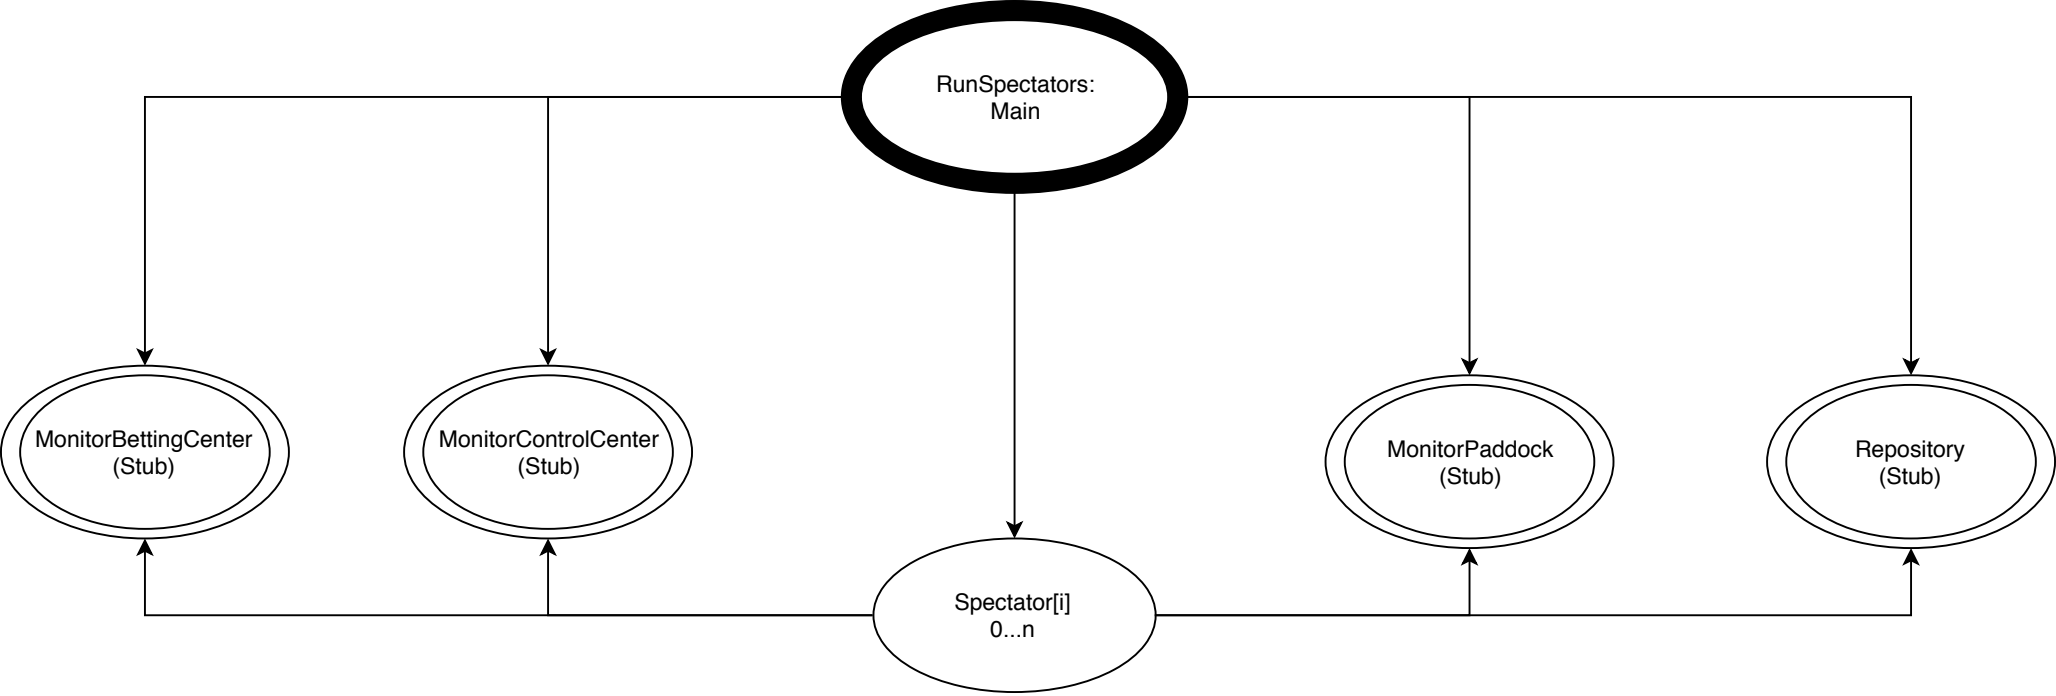 RunSpectators:
Main
MonitorBettingCenter
(Stub)
MonitorControlCenter
(Stub)
MonitorPaddock
(Stub)
Repository
(Stub)
Spectator[i]
0...n